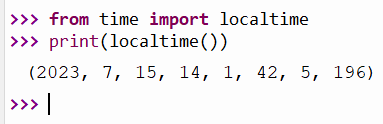 >>> from time import localtime
>>> print(localtime())
(2023, 7, 15, 14, 1, 42, 5, 196)
>>>